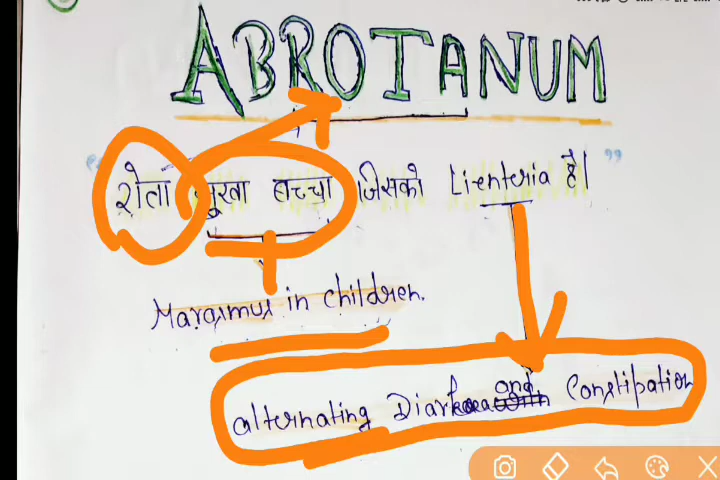 ABROTANUM
"रोता सूखा बच्चा जिसको Lienteria है।"
Marasmus in children.
alternating Diarrhoea and Constipation